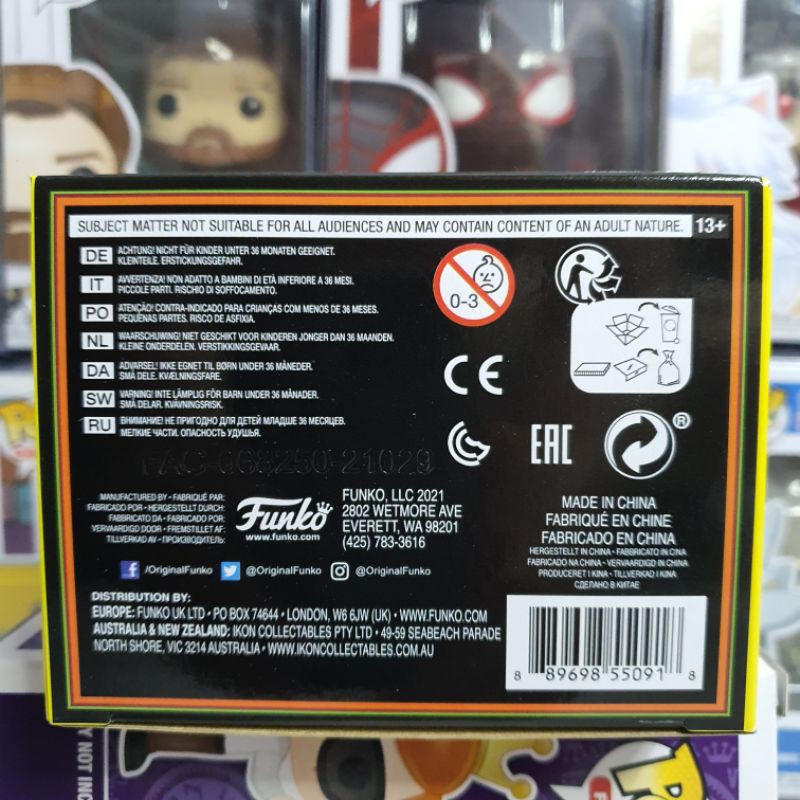 SUBJECT MATTER NOT SUITABLE FOR ALL AUDIENCES AND MAY CONTAIN CONTENT OF AN ADULT NATURE. 13+
DE ACHTUNG! NICHT FÜR KINDER UNTER 36 MONATEN GEEIGNET.
KLEINTEILE. ERSTICKUNGSGEFAHR.
IT AVVERTENZA! NON ADATTO A BAMBINI DI ETÀ INFERIORE A 36 MESI.
PICCOLE PARTI. RISCHIO DI SOFFOCAMENTO.
PO ATENÇÃO! CONTRA-INDICADO PARA CRIANÇAS COM MENOS DE 36 MESES.
PEQUENAS PARTES. RISCO DE ASFIXIA.
NL WAARSCHUWING! NIET GESCHIKT VOOR KINDEREN JONGER DAN 36 MAANDEN.
KLEINE ONDERDELEN. VERSTIKKINGSGEVAAR.
DA ADVARSEL! IKKE EGNET TIL BØRN UNDER 36 MÅNEDER.
SMÅ DELE. KVÆLNINGSFARE.
SW VARNING! INTE LÄMPLIG FÖR BARN UNDER 36 MÅNADER.
SMÅ DELAR. KVÄVNINGSRISK.
RU ВНИМАНИЕ! НЕ ПРИГОДНО ДЛЯ ДЕТЕЙ МЛАДШЕ 36 МЕСЯЦЕВ.
МЕЛКИЕ ЧАСТИ. ОПАСНОСТЬ УДУШЬЯ.
0-3
CE
EAC
®
FAC-068250-21029
MANUFACTURED BY • FABRIQUÉ PAR:
FABRICADO POR • HERGESTELLT DURCH:
FABBRICATO DA • FABRICADO POR:
VERVAARDIGD DOOR • FREMSTILLET AF:
TILLVERKAD AV • ПРОИЗВОДИТЕЛЬ:
Funko
www.funko.com
FUNKO, LLC 2021
2802 WETMORE AVE
EVERETT, WA 98201
(425) 783-3616
MADE IN CHINA
FABRIQUÉ EN CHINE
FABRICADO EN CHINA
HERGESTELLT IN CHINA • FABBRICATO IN CINA
FABRICADO NA CHINA • VERVAARDIGD IN CHINA
PRODUCERET I KINA • TILLVERKAD I KINA
СДЕЛАНО В КИТАЕ
f /OriginalFunko @OriginalFunko @OriginalFunko
DISTRIBUTION BY:
EUROPE: FUNKO UK LTD • PO BOX 74644 • LONDON, W6 6JW (UK) • WWW.FUNKO.COM
AUSTRALIA & NEW ZEALAND: IKON COLLECTABLES PTY LTD • 49-59 SEABEACH PARADE
NORTH SHORE, VIC 3214 AUSTRALIA • WWW.IKONCOLLECTABLES.COM.AU
8 89698 55091 8